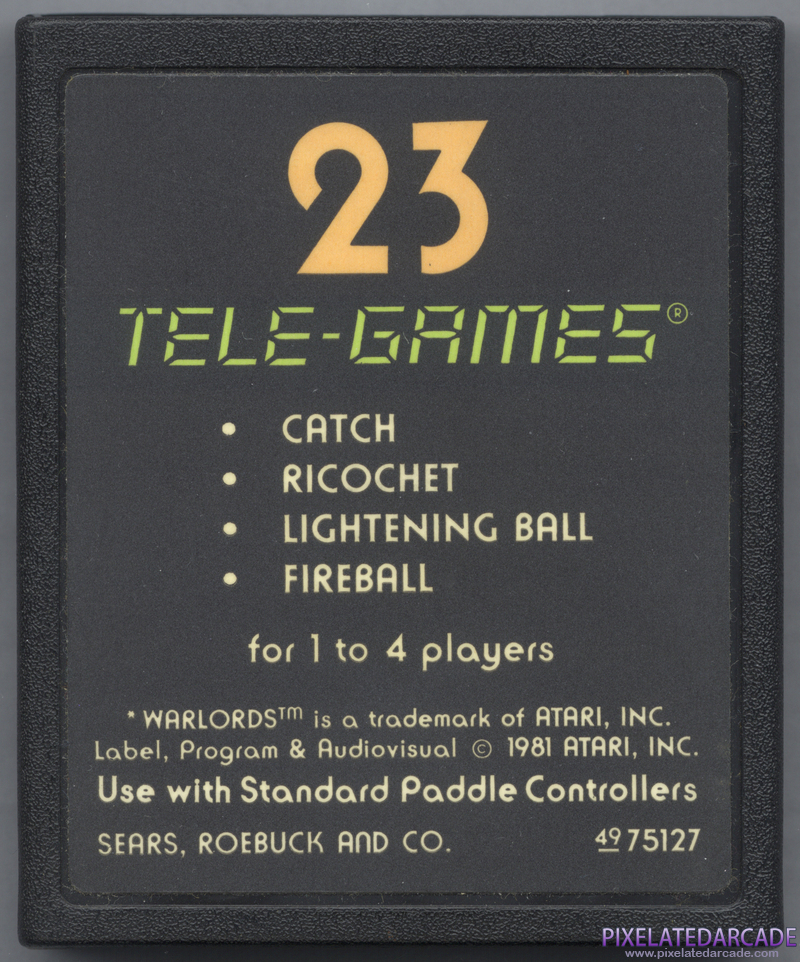 23
TELE-GAMES®
• CATCH
• RICOCHET
• LIGHTENING BALL
• FIREBALL
for 1 to 4 players
* WARLORDS™ is a trademark of ATARI, INC.
Label, Program & Audiovisual © 1981 ATARI, INC.
Use with Standard Paddle Controllers
SEARS, ROEBUCK AND CO. 49 75127
PIXELATEDARCADE
www.pixelatedarcade.com